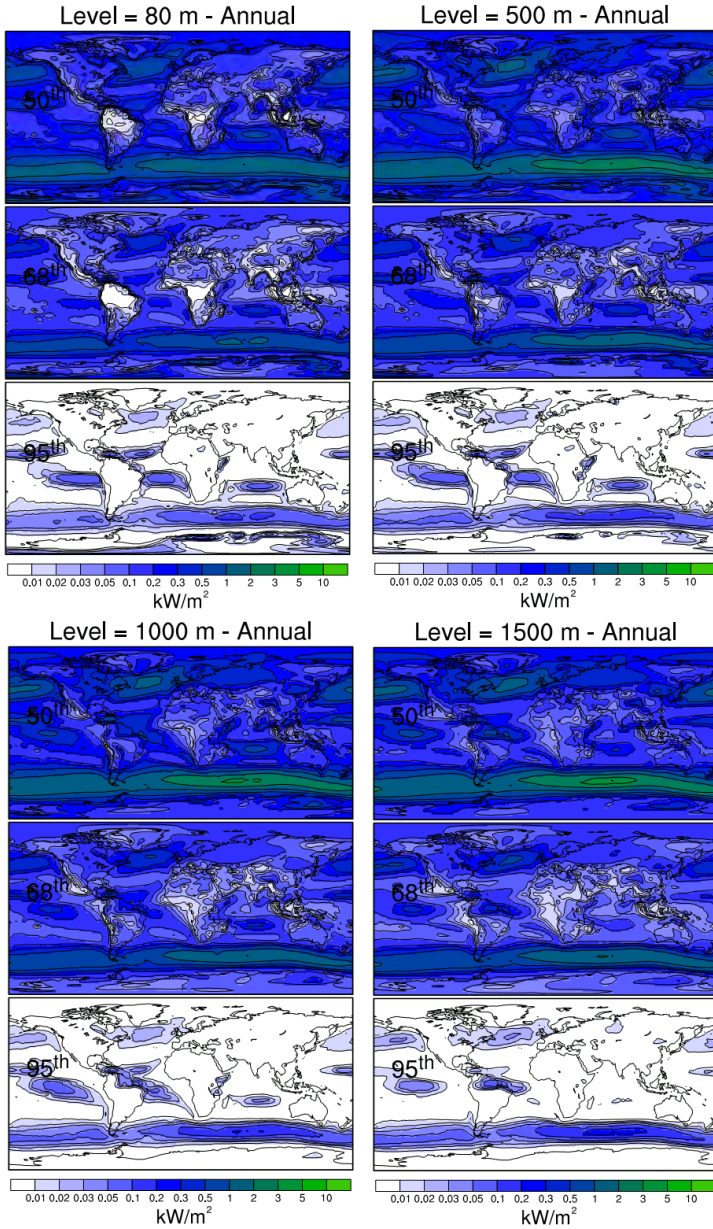 Level = 80 m - Annual
Level = 500 m - Annual
50th
50th
68th
68th
95th
95th
0.01 0.02 0.03 0.05 0.1 0.2 0.3 0.5 1 2 3 5 10
0.01 0.02 0.03 0.05 0.1 0.2 0.3 0.5 1 2 3 5 10
kW/m²
kW/m²
Level = 1000 m - Annual
Level = 1500 m - Annual
50th
50th
68th
68th
95th
95th
0.01 0.02 0.03 0.05 0.1 0.2 0.3 0.5 1 2 3 5 10
0.01 0.02 0.03 0.05 0.1 0.2 0.3 0.5 1 2 3 5 10
kW/m²
kW/m²